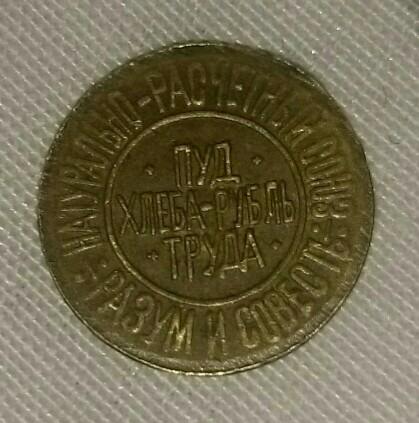 НАТУРАЛЬНО-РАСЧЕТНЫЙ СОЮЗ
РАЗУМ И СОВЕСТЬ
ПУД
ХЛЕБА-РУБЛЬ
ТРУДА